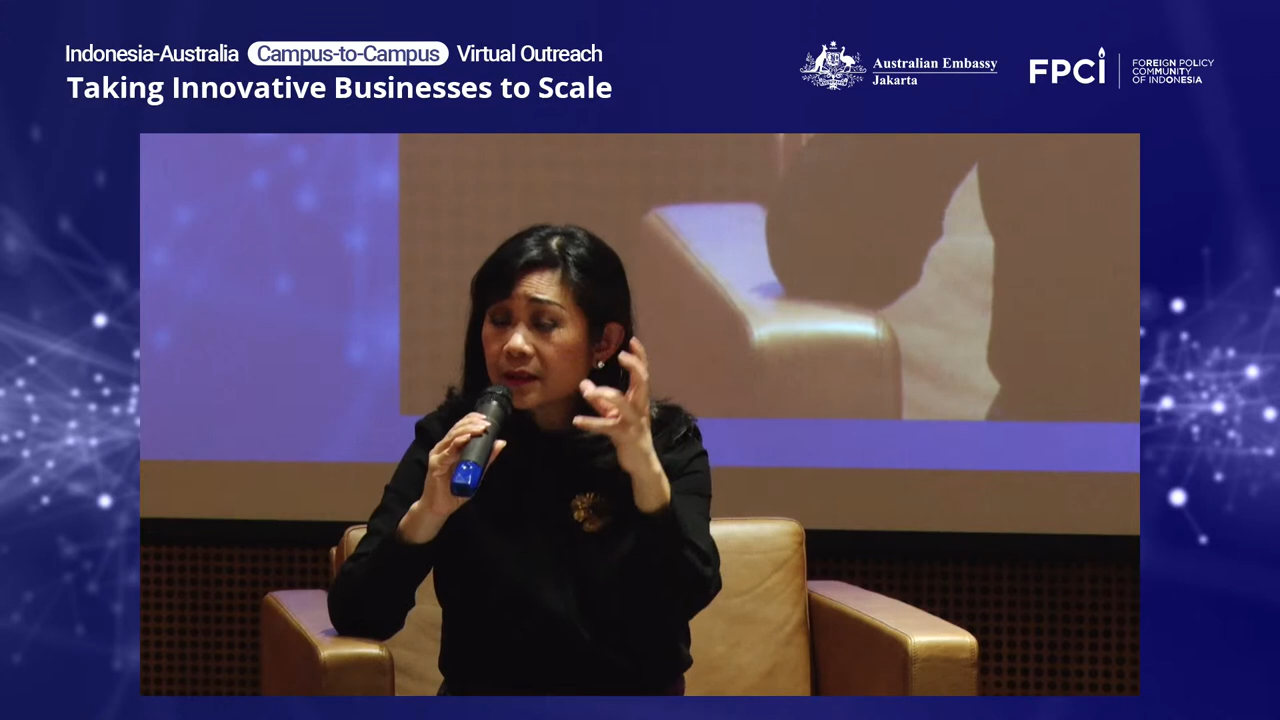 Indonesia-Australia Campus-to-Campus Virtual Outreach
Taking Innovative Businesses to Scale
Australian Embassy
Jakarta
FPCI
FOREIGN POLICY
COMMUNITY
OF INDONESIA